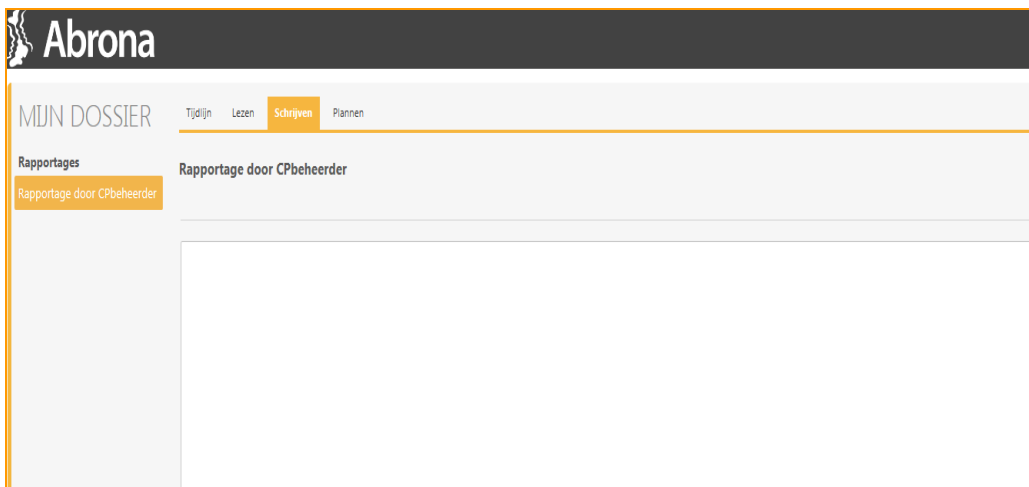 Abrona
MIJN DOSSIER
Tijdlijn Lezen Schrijven Plannen
Rapportages
Rapportage door CPbeheerder
Rapportage door CPbeheerder